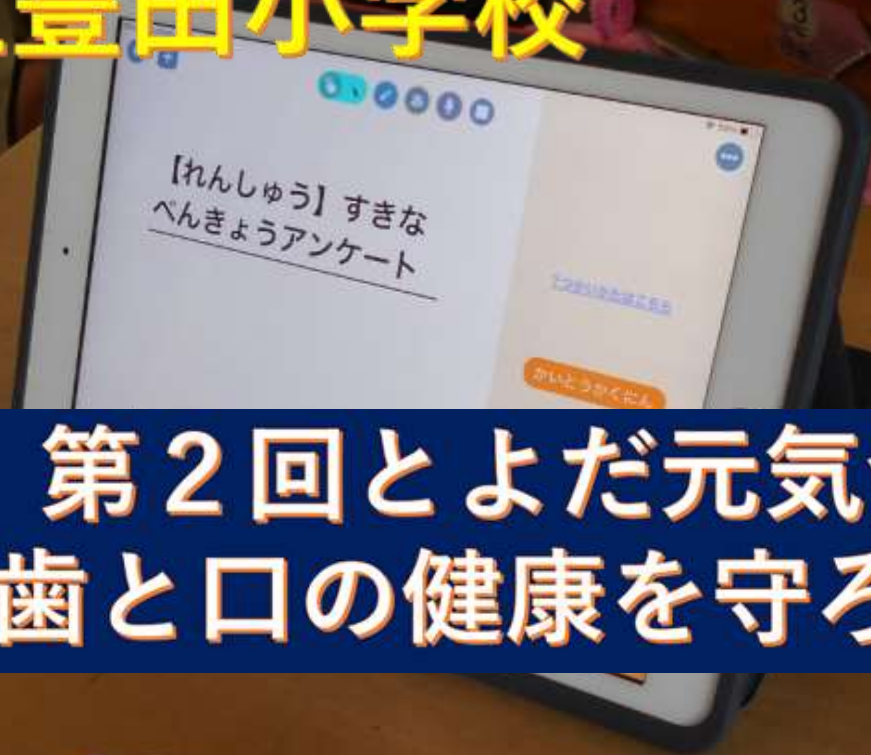 豊田小学校
【れんしゅう】すきな
べんきょうアンケート
かいとうかくにん
第2回とよだ元気
歯と口の健康を守ろ